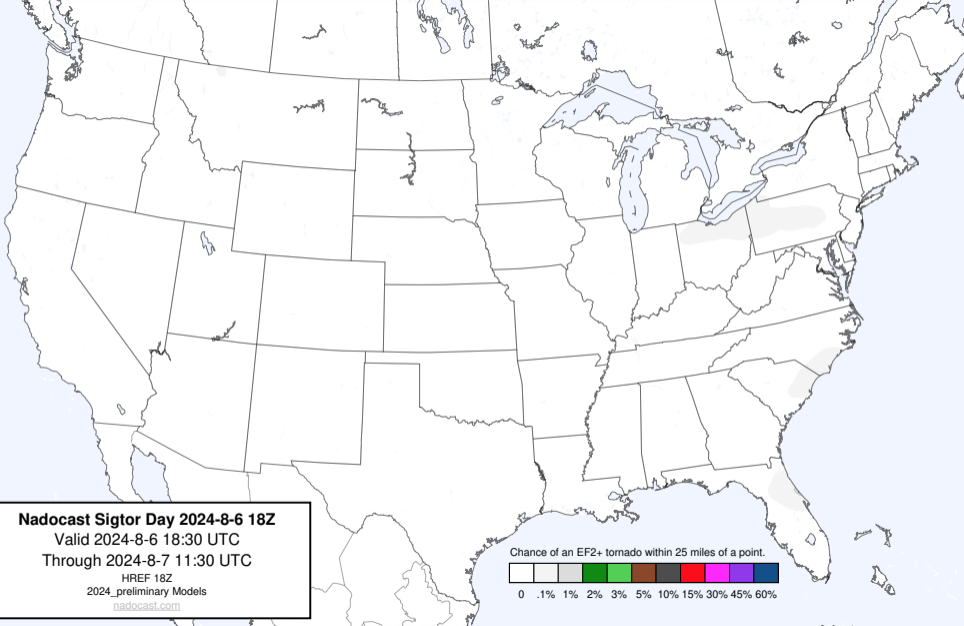 Nadocast Sigtor Day 2024-8-6 18Z
Valid 2024-8-6 18:30 UTC
Through 2024-8-7 11:30 UTC
HREF 18Z
2024_preliminary Models
nadocast.com
Chance of an EF2+ tornado within 25 miles of a point.
0 .1% 1% 2% 3% 5% 10% 15% 30% 45% 60%